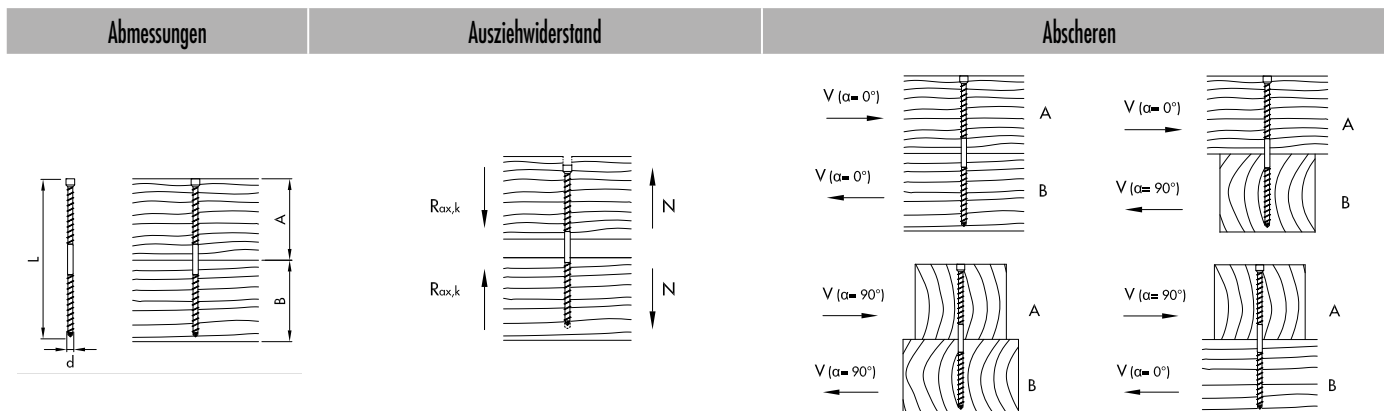 Abmessungen
Ausziehwiderstand
Abscheren
L
d
A
B
Rax,k
N
Rax,k
N
V (α= 0°)
V (α= 0°)
A
B
V (α= 0°)
V (α= 90°)
A
B
V (α= 90°)
V (α= 90°)
A
B
V (α= 90°)
V (α= 0°)
A
B